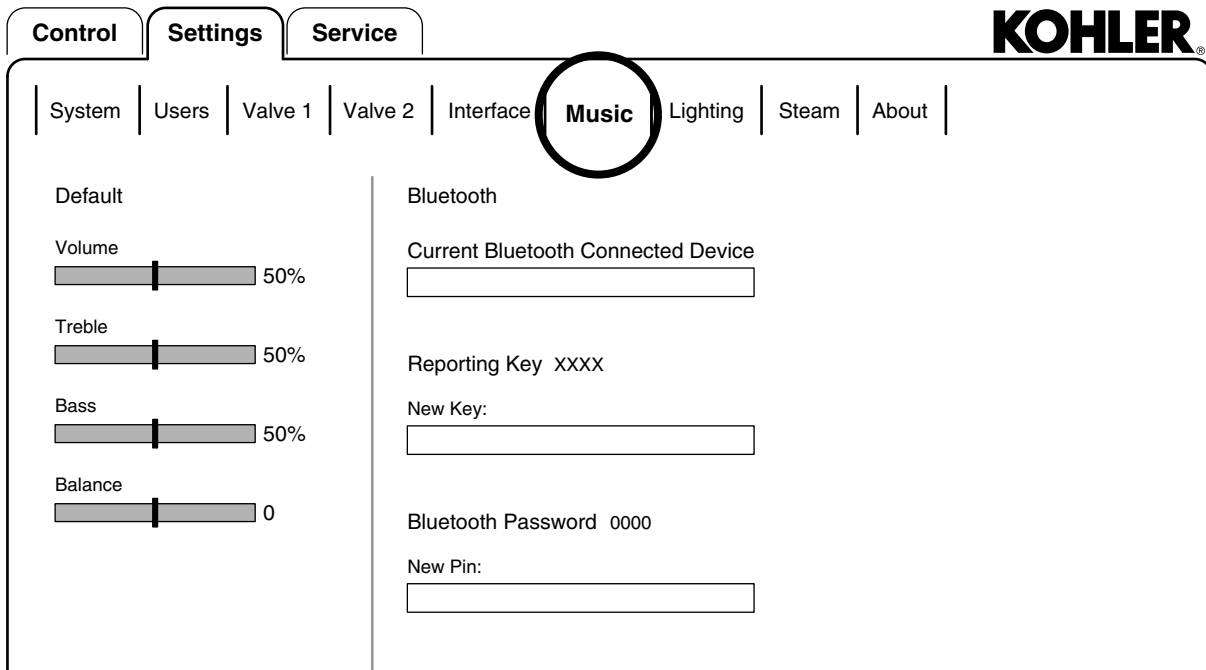 Control Settings Service KOHLER®
System Users Valve 1 Valve 2 Interface Music Lighting Steam About
Default
Volume
50%
Treble
50%
Bass
50%
Balance
0
Bluetooth
Current Bluetooth Connected Device
Reporting Key XXXX
New Key:
Bluetooth Password 0000
New Pin: